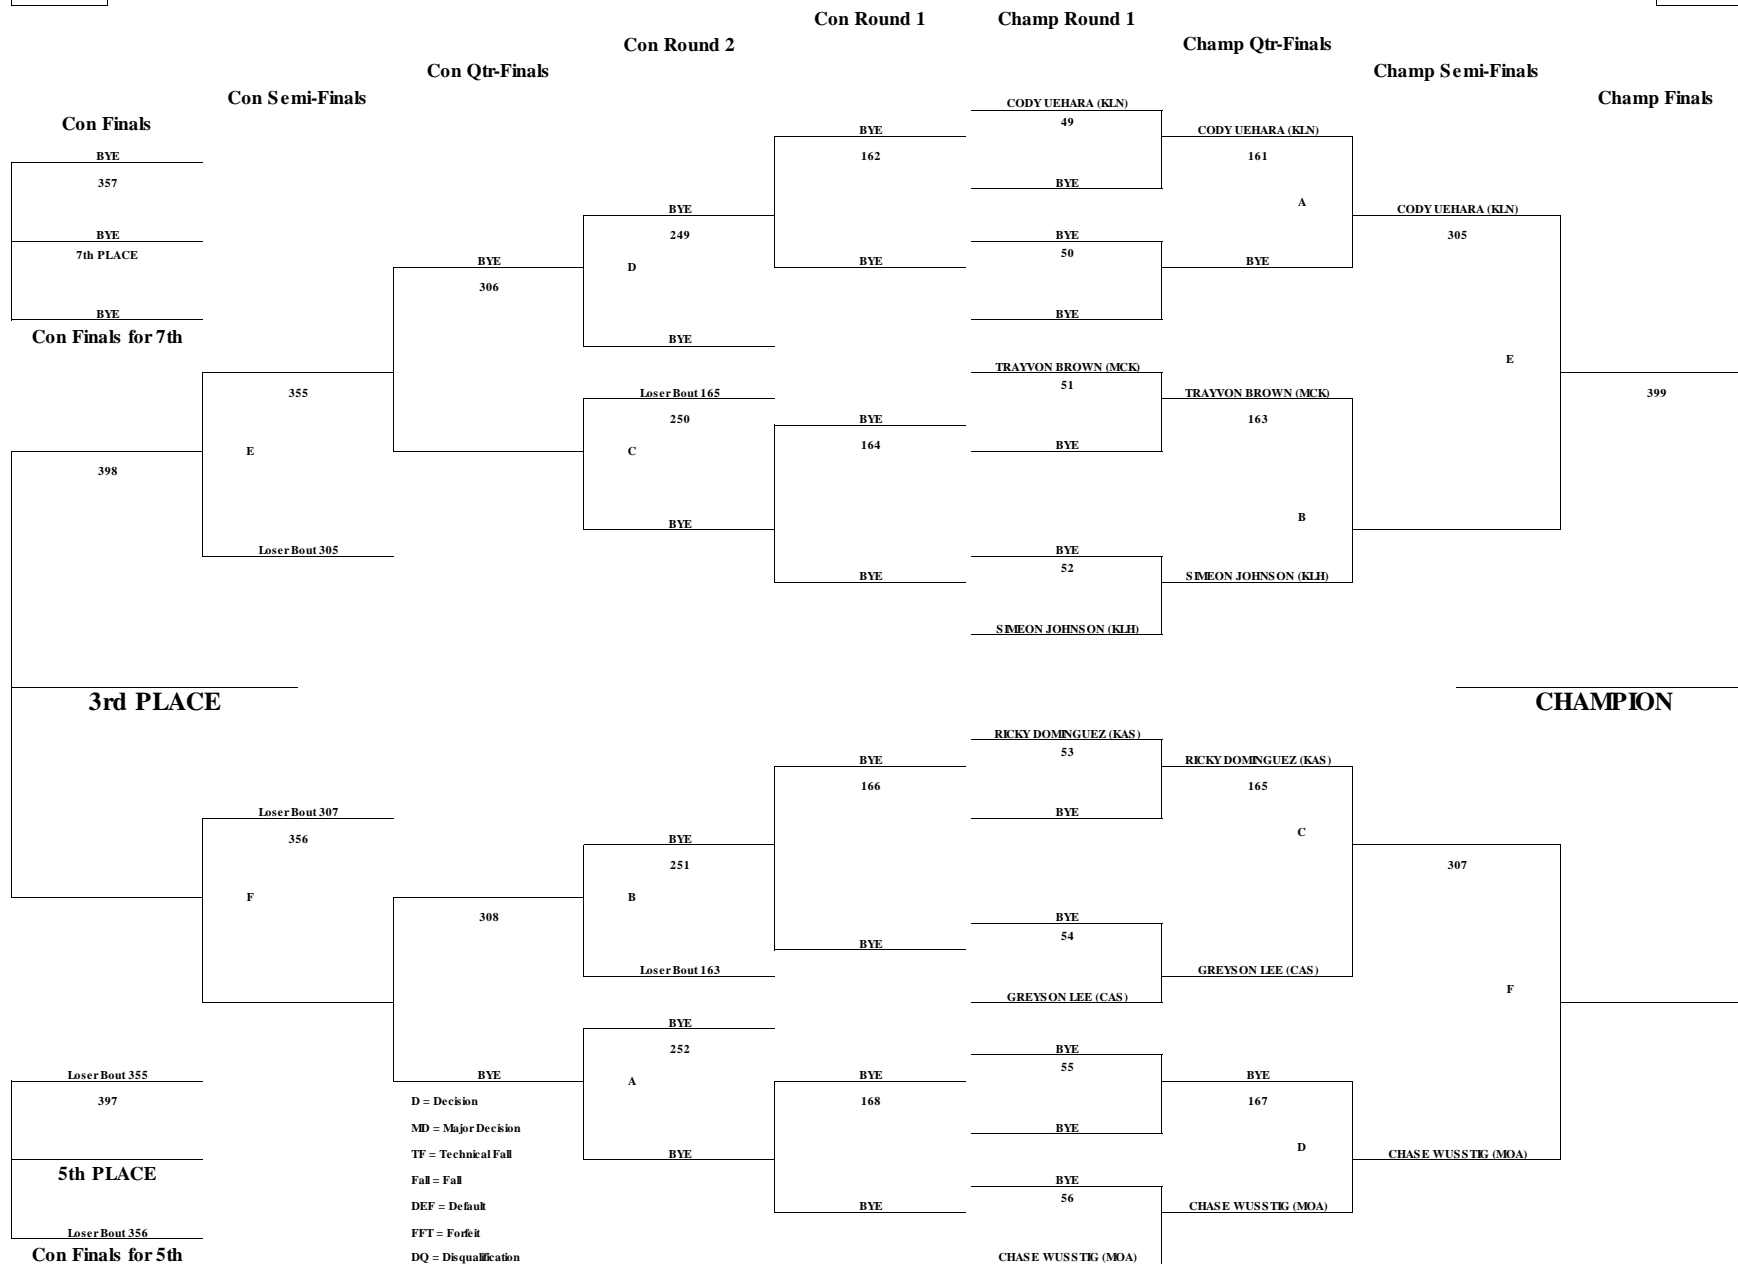 Con Round 1
Champ Round 1
Con Round 2
Champ Qtr-Finals
Con Qtr-Finals
Champ Semi-Finals
Con Semi-Finals
Champ Finals
CODY UEHARA (KLN)
49
Con Finals
BYE
CODY UEHARA (KLN)
BYE
162
161
357
BYE
A
BYE
CODY UEHARA (KLN)
BYE
249
BYE
305
7th PLACE
50
BYE
D
BYE
BYE
306
BYE
BYE
Con Finals for 7th
BYE
E
TRAYVON BROWN (MCK)
51
355
Loser Bout 165
TRAYVON BROWN (MCK)
399
250
BYE
163
164
BYE
E
C
398
B
BYE
Loser Bout 305
BYE
52
BYE
SIMEON JOHNSON (KLH)
SIMEON JOHNSON (KLH)
3rd PLACE
CHAMPION
RICKY DOMINGUEZ (KAS)
53
BYE
RICKY DOMINGUEZ (KAS)
166
165
Loser Bout 307
BYE
356
BYE
C
251
307
F
B
308
BYE
54
BYE
Loser Bout 163
GREYSON LEE (CAS)
F
GREYSON LEE (CAS)
BYE
252
BYE
55
Loser Bout 355
BYE
A
BYE
BYE
397
D = Decision
168
167
MD = Major Decision
BYE
D
TF = Technical Fall
BYE
CHASE WUSSTIG (MOA)
5th PLACE
Fall = Fall
BYE
56
DEF = Default
BYE
CHASE WUSSTIG (MOA)
Loser Bout 356
FFT = Forfeit
Con Finals for 5th
DQ = Disqualification
CHASE WUSSTIG (MOA)